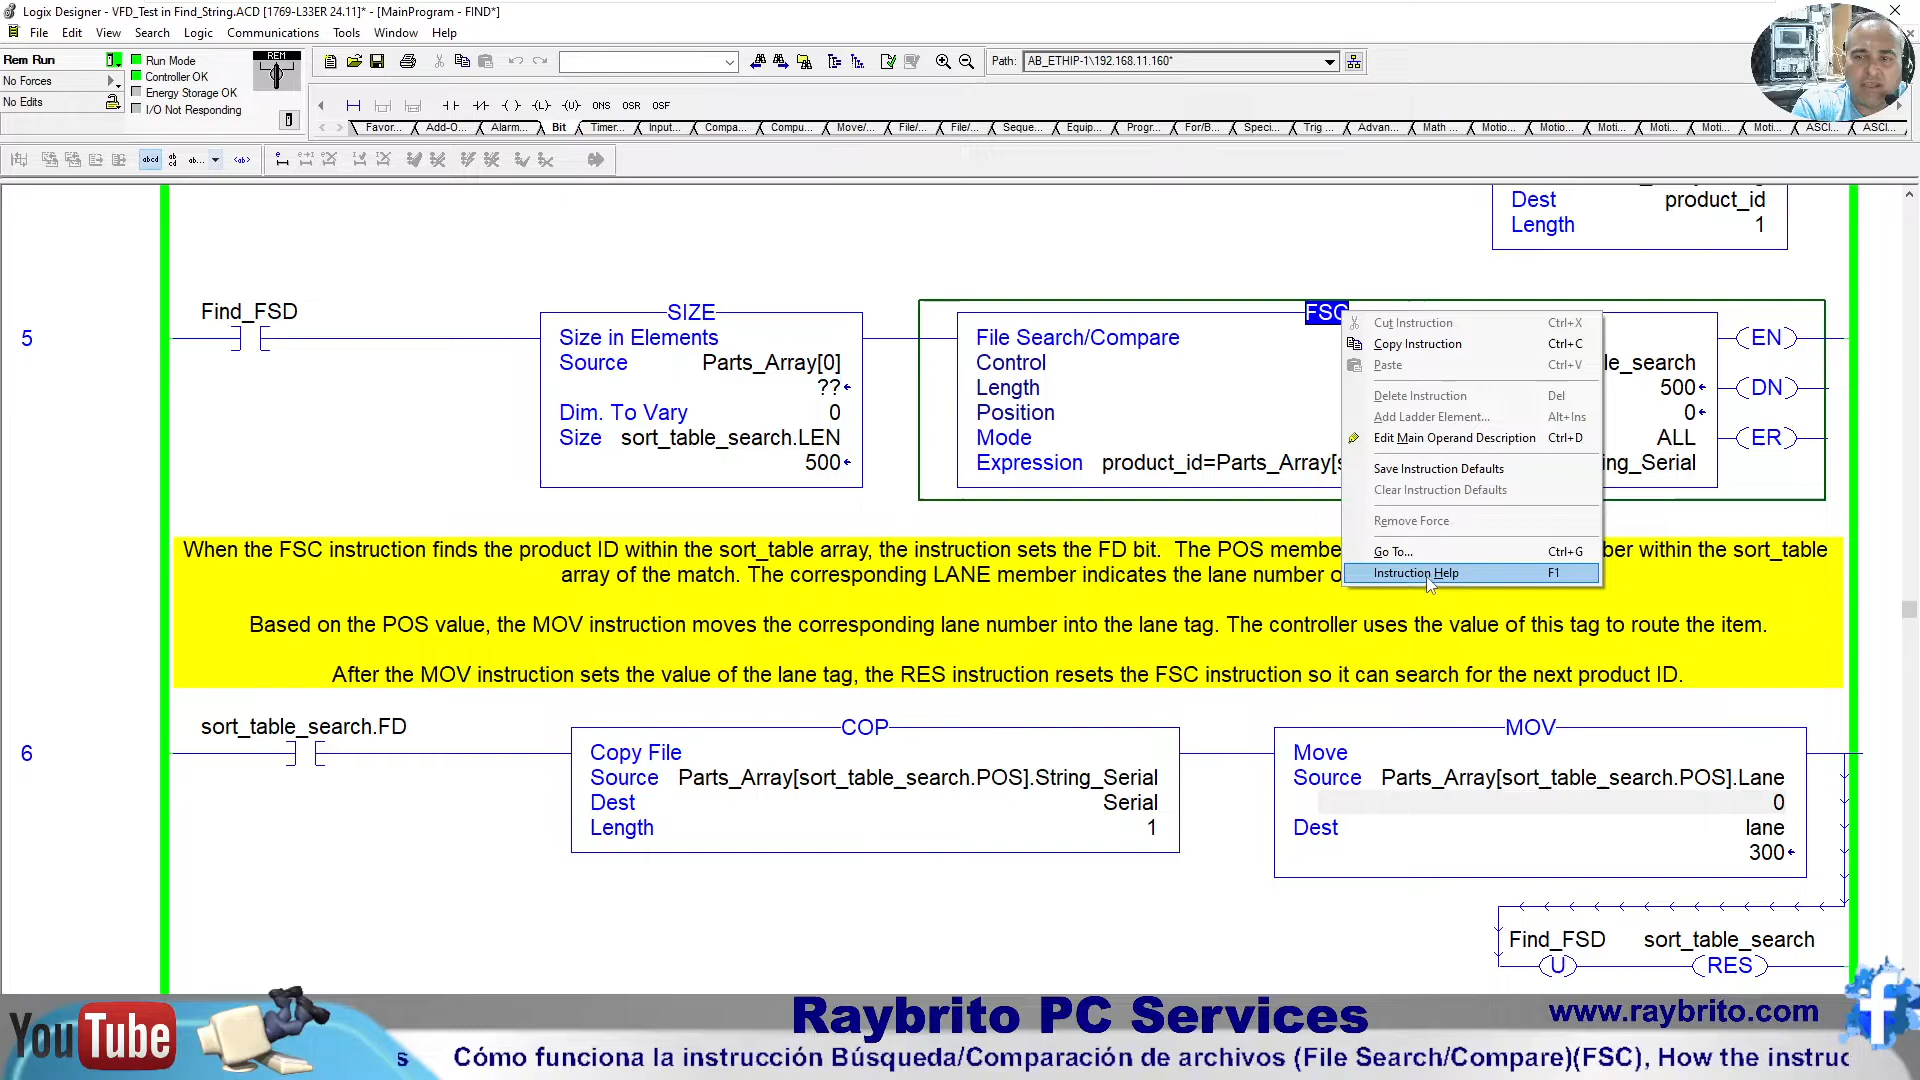 Logix Designer - VFD_Test in Find_String.ACD [1769-L33ER 24.11]* - [MainProgram - FIND*]
File Edit View Search Logic Communications Tools Window Help
Rem Run
No Forces
No Edits
Run Mode
Controller OK
Energy Storage OK
I/O Not Responding
REM
Path: AB_ETHIP-1\192.168.11.160*
(L) (U) ONS OSR OSF
Favor... Add-O... Alarm... Bit Timer... Input... Compa... Compu... Move/... File/... File/... Seque... Equip... Progr... For/B... Speci... Trig ... Advan... Math ... Motio... Motio... Moti... Moti... Moti... ASCI... ASCI...
abcd ab cd ab... <ab>
Dest product_id
Length 1
5
Find_FSD
SIZE
Size in Elements
Source Parts_Array[0]
??
Dim. To Vary 0
Size sort_table_search.LEN
500
FSC
File Search/Compare
Control le_search
Length 500
Position 0
Mode ALL
Expression product_id=Parts_Array[s ing_Serial
EN
DN
ER
Cut Instruction Ctrl+X
Copy Instruction Ctrl+C
Paste Ctrl+V
Delete Instruction Del
Add Ladder Element... Alt+Ins
Edit Main Operand Description Ctrl+D
Save Instruction Defaults
Clear Instruction Defaults
Remove Force
Go To... Ctrl+G
Instruction Help F1
When the FSC instruction finds the product ID within the sort_table array, the instruction sets the FD bit. The POS membe ber within the sort_table
array of the match. The corresponding LANE member indicates the lane number o
Based on the POS value, the MOV instruction moves the corresponding lane number into the lane tag. The controller uses the value of this tag to route the item.
After the MOV instruction sets the value of the lane tag, the RES instruction resets the FSC instruction so it can search for the next product ID.
6
sort_table_search.FD
COP
Copy File
Source Parts_Array[sort_table_search.POS].String_Serial
Dest Serial
Length 1
MOV
Move
Source Parts_Array[sort_table_search.POS].Lane
0
Dest lane
300
Find_FSD sort_table_search
U RES
YouTube
Raybrito PC Services
www.raybrito.com
s Cómo funciona la instrucción Búsqueda/Comparación de archivos (File Search/Compare)(FSC), How the instruc